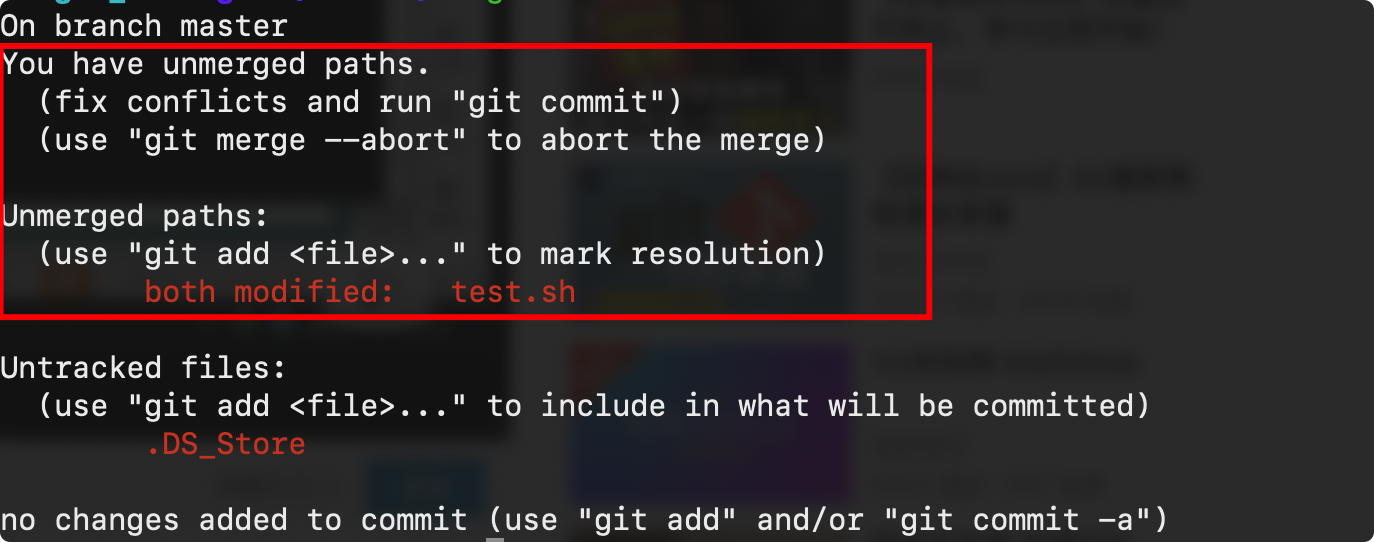 On branch master
You have unmerged paths.
  (fix conflicts and run "git commit")
  (use "git merge --abort" to abort the merge)
Unmerged paths:
  (use "git add <file>..." to mark resolution)
        both modified:   test.sh
Untracked files:
  (use "git add <file>..." to include in what will be committed)
        .DS_Store
no changes added to commit (use "git add" and/or "git commit -a")